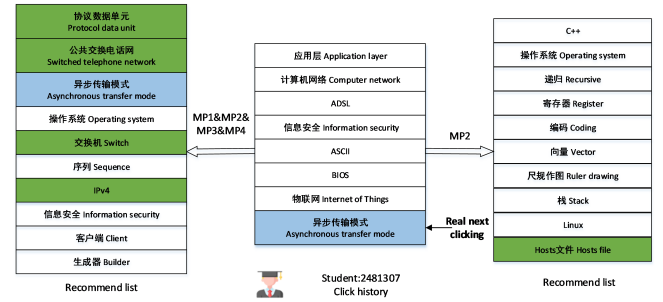 协议数据单元
Protocol data unit
公共交换电话网
Switched telephone network
异步传输模式
Asynchronous transfer mode
操作系统 Operating system
交换机 Switch
序列 Sequence
IPv4
信息安全 Information security
客户端 Client
生成器 Builder
Recommend list
MP1&MP2&
MP3&MP4
应用层 Application layer
计算机网络 Computer network
ADSL
信息安全 Information security
ASCII
BIOS
物联网 Internet of Things
异步传输模式
Asynchronous transfer mode
Student:2481307
Click history
MP2
Real next
clicking
C++
操作系统 Operating system
递归 Recursive
寄存器 Register
编码 Coding
向量 Vector
尺规作图 Ruler drawing
栈 Stack
Linux
Hosts文件 Hosts file
Recommend list